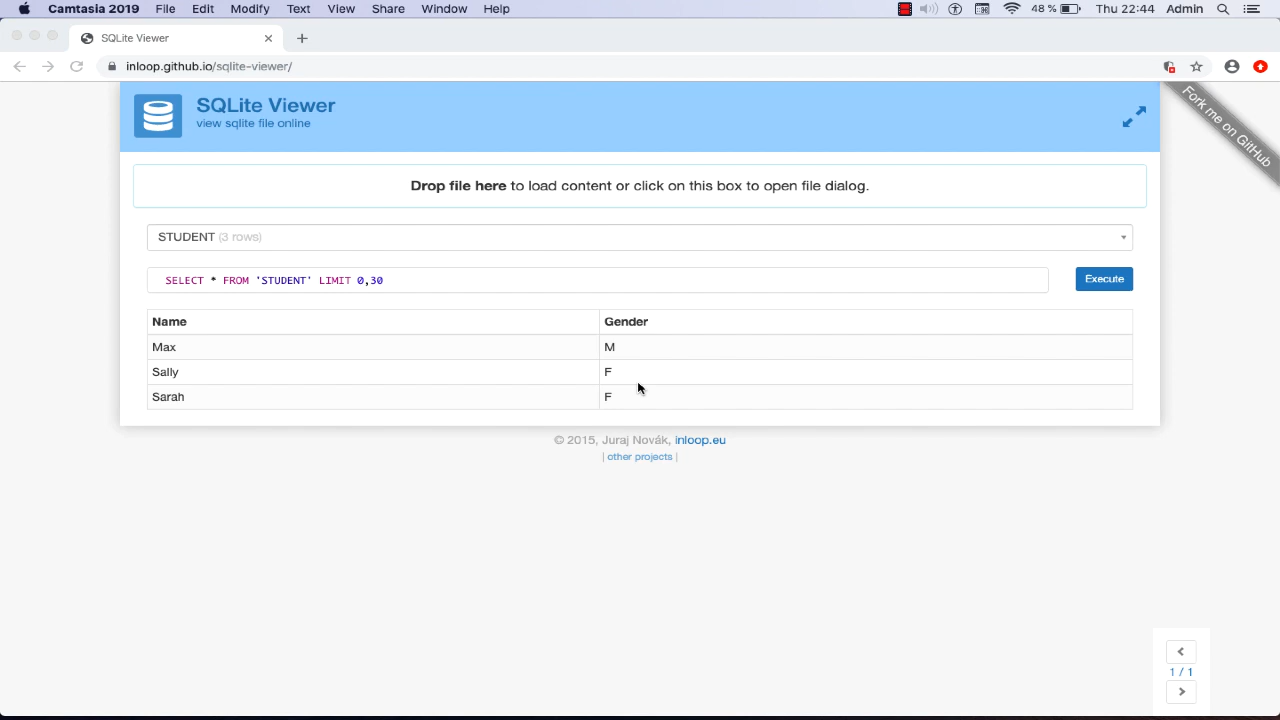 Camtasia 2019 File Edit Modify Text View Share Window Help 48 % Thu 22:44 Admin
SQLite Viewer
inloop.github.io/sqlite-viewer/
SQLite Viewer
view sqlite file online
Fork me on GitHub
Drop file here to load content or click on this box to open file dialog.
STUDENT (3 rows)
SELECT * FROM 'STUDENT' LIMIT 0,30
Execute
Name Gender
Max M
Sally F
Sarah F
© 2015, Juraj Novák, inloop.eu
| other projects |
1 / 1